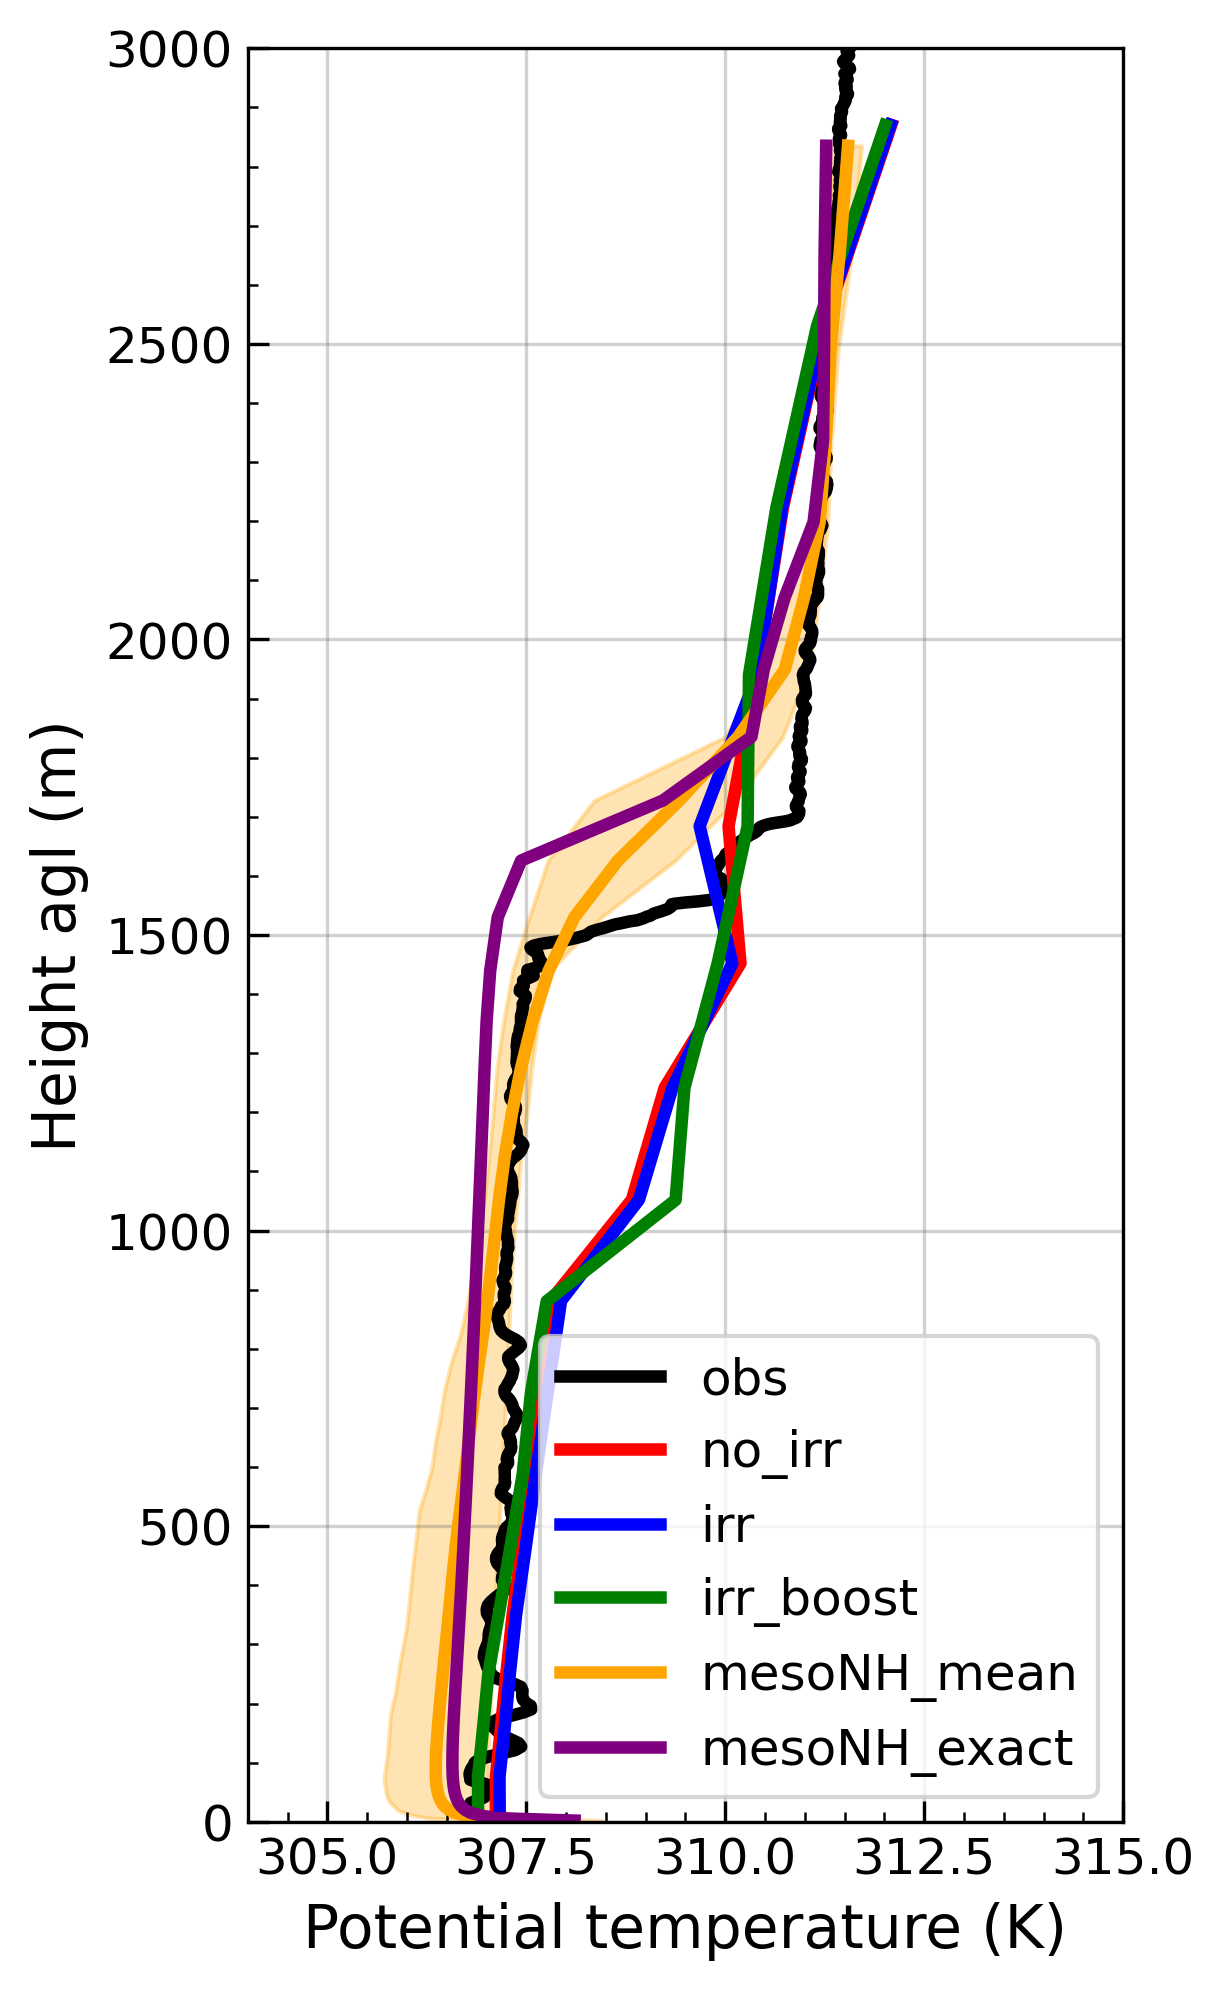 3000
2500
2000
1500
1000
500
0
Height agl (m)
obs
no_irr
irr
irr_boost
mesoNH_mean
mesoNH_exact
305.0 307.5 310.0 312.5 315.0
Potential temperature (K)